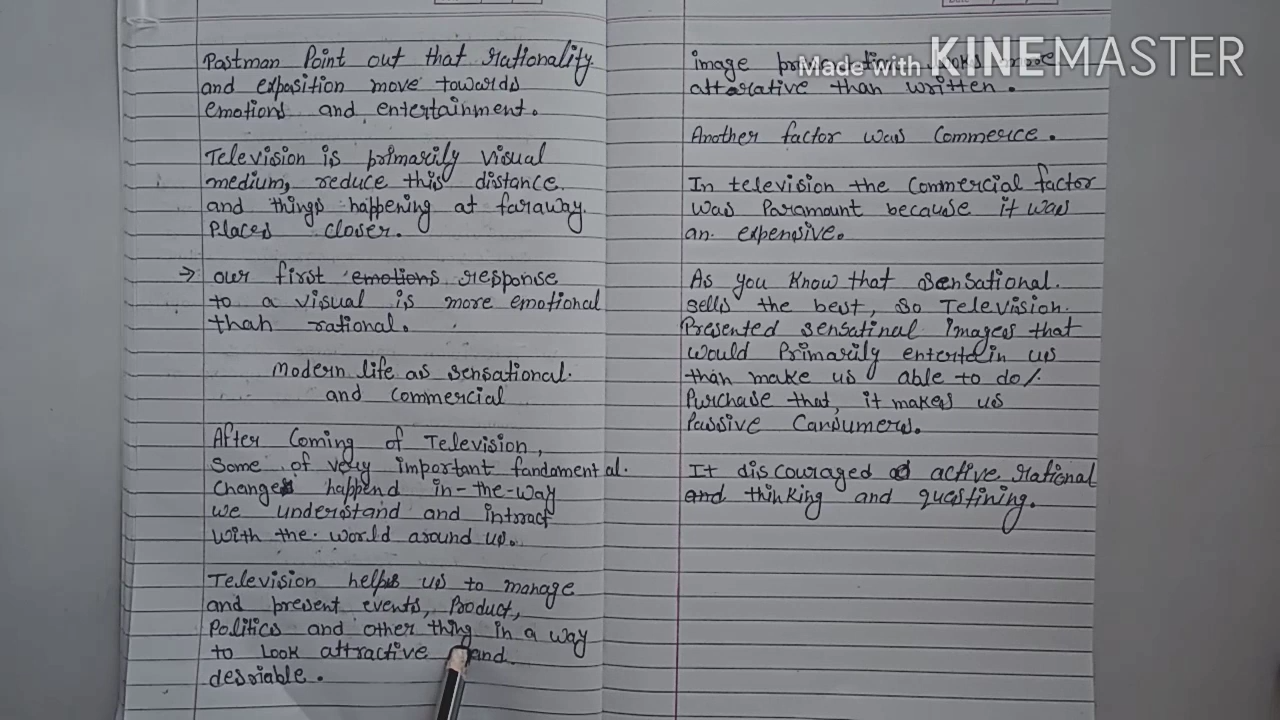 Postman Point out that rationality
and exposition move towards
emotions and entertainment.
Television is primarily visual
medium, reduce this distance
and things happening at faraway
Places closer.
→ our first emotions response
to a visual is more emotional
than rational.
Modern life as sensational
and commercial
After Coming of Television,
Some of very important fandamental
changes happend in-the-way
we understand and intract
with the world around us.
Television helps us to manage
and present events, Product,
Politics and other thing in a way
to look attractive and
desriable.
Made with KINEMASTER
image
attarative than written.
Another factor was Commerce.
In television the Commercial factor
was Paramount because it was
an expensive.
As you Know that Sensational
sells the best, so Television
Presented sensatinal images that
would Primarily entertain us
than make us able to do/.
Purchase that, it makes us
Passive Cansumers.
It discouraged active rational
and thinking and questining.